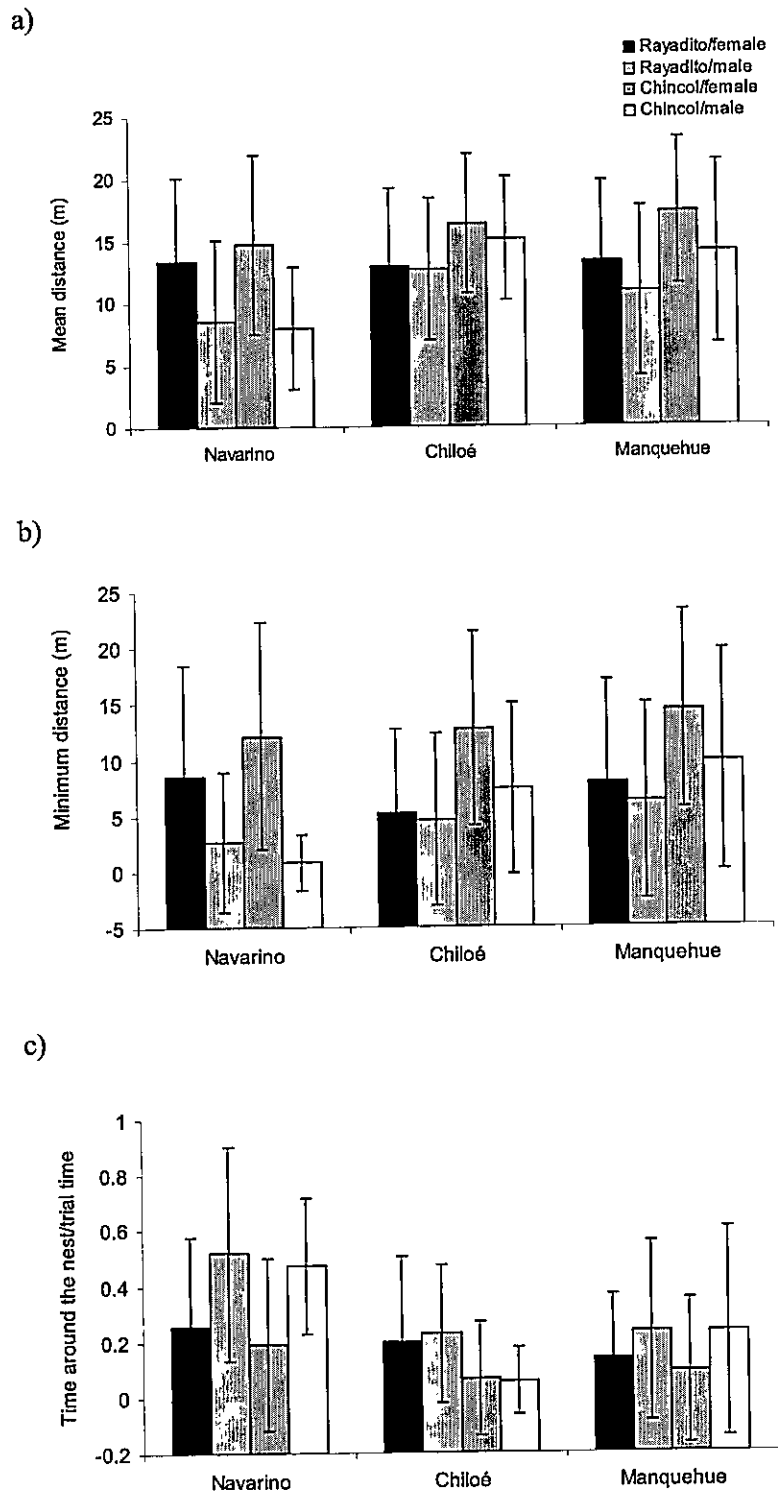 a)
Rayadito/female
Rayadito/male
Chincol/female
Chincol/male
25
20
15
10
5
0
Mean distance (m)
Navarino Chiloé Manquehue
b)
25
20
15
10
5
0
-5
Minimum distance (m)
Navarino Chiloé Manquehue
c)
1
0.8
0.6
0.4
0.2
0
-0.2
Time around the nest/trial time
Navarino Chiloé Manquehue